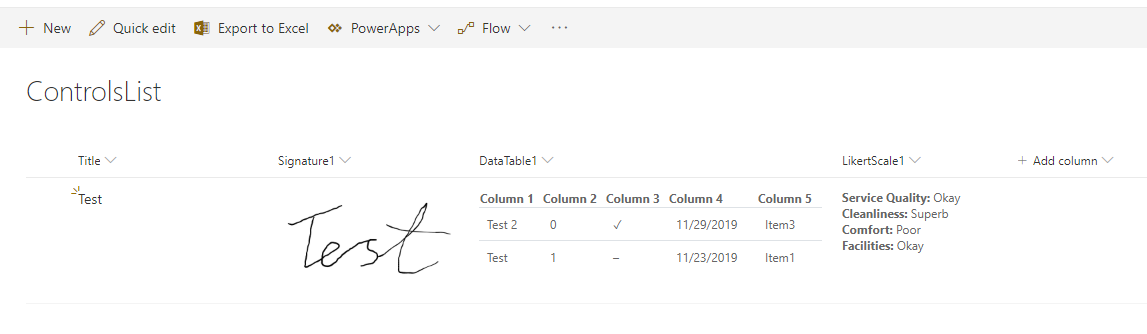 New Quick edit Export to Excel PowerApps Flow ...
ControlsList
Title Signature1 DataTable1 LikertScale1 + Add column
Test
Test
Column 1 Column 2 Column 3 Column 4 Column 5
Test 2 0 ✓ 11/29/2019 Item3
Test 1 – 11/23/2019 Item1
Service Quality: Okay
Cleanliness: Superb
Comfort: Poor
Facilities: Okay